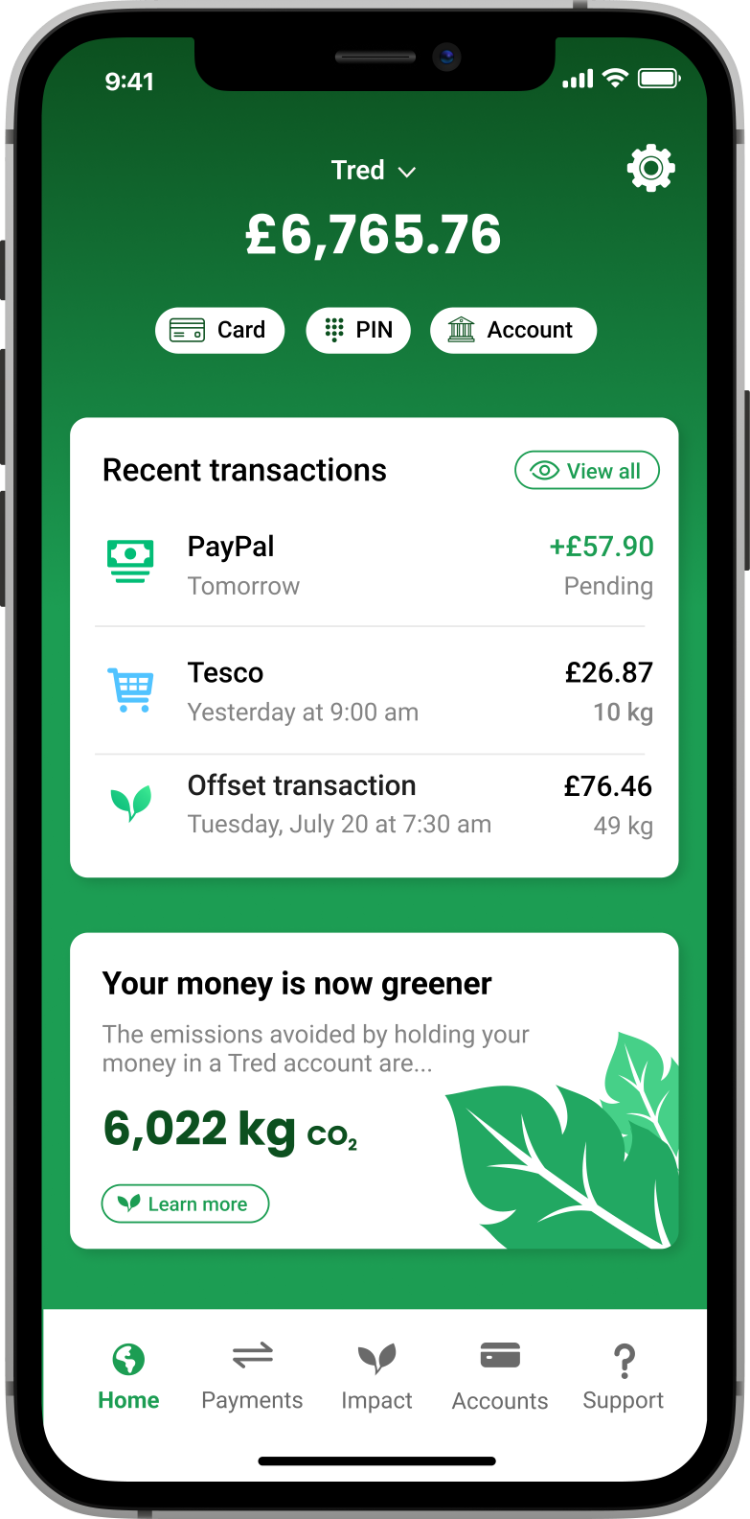 9:41
Tred
£6,765.76
Card PIN Account
Recent transactions View all
PayPal +£57.90
Tomorrow Pending
Tesco £26.87
Yesterday at 9:00 am 10 kg
Offset transaction £76.46
Tuesday, July 20 at 7:30 am 49 kg
Your money is now greener
The emissions avoided by holding your
money in a Tred account are...
6,022 kg CO₂
Learn more
Home Payments Impact Accounts Support